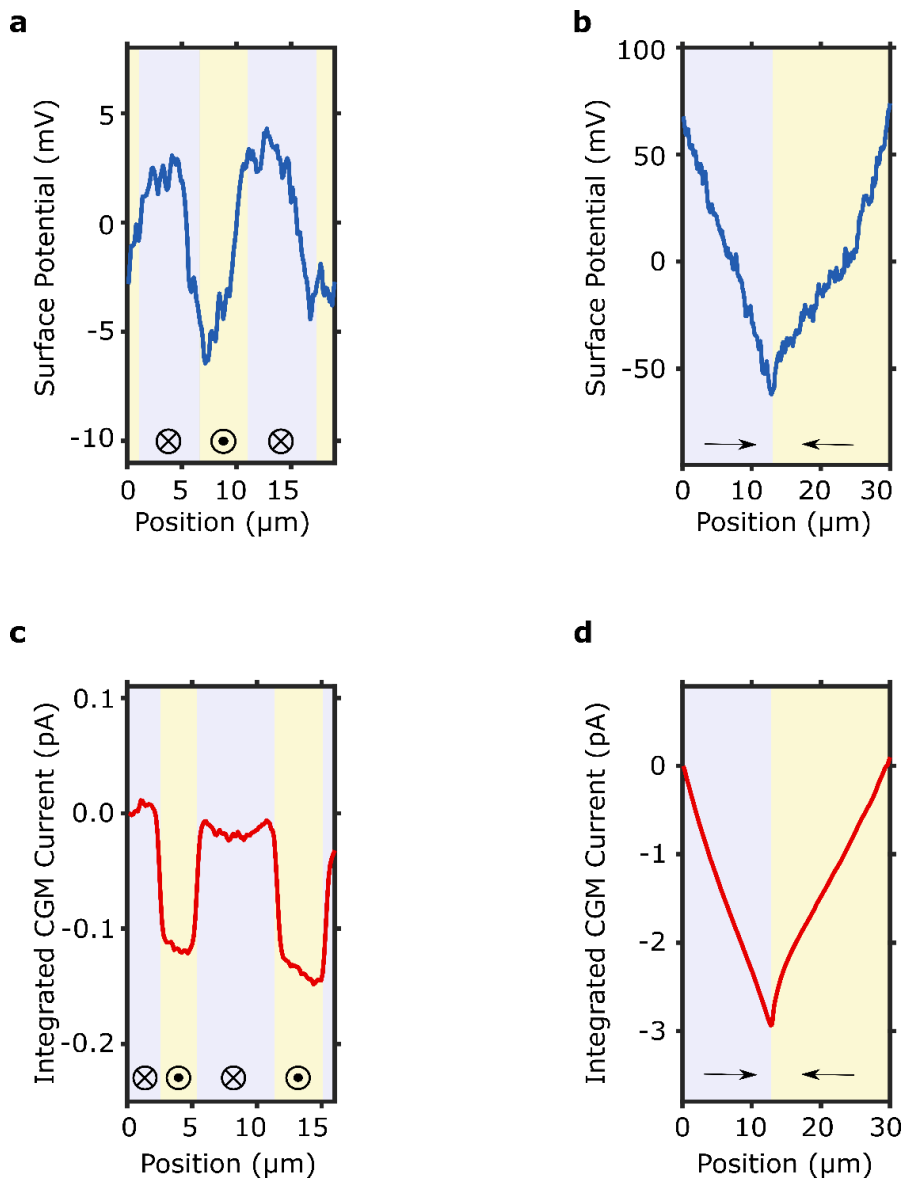 a
Surface Potential (mV)
5
0
-5
-10
0 5 10 15
Position (µm)
b
Surface Potential (mV)
100
50
0
-50
0 10 20 30
Position (µm)
c
Integrated CGM Current (pA)
0.1
0.0
-0.1
-0.2
0 5 10 15
Position (µm)
d
Integrated CGM Current (pA)
0
-1
-2
-3
0 10 20 30
Position (µm)